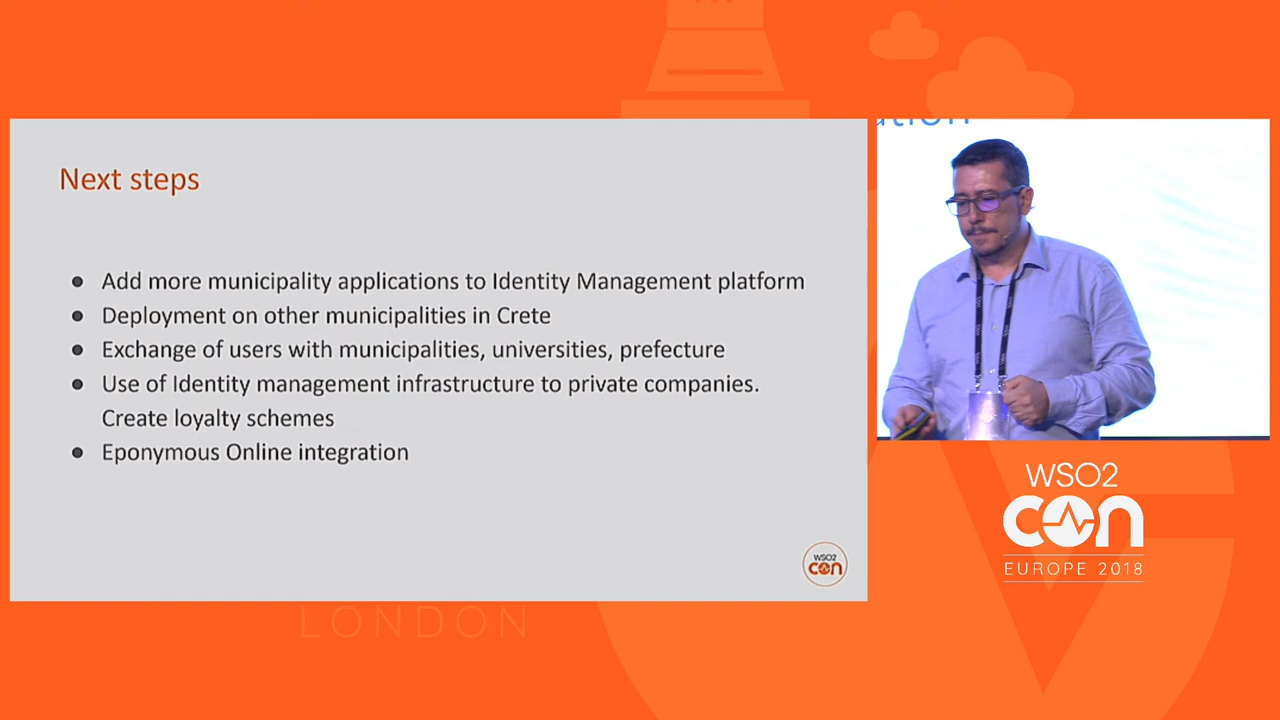 ution
Next steps
● Add more municipality applications to Identity Management platform
● Deployment on other municipalities in Crete
● Exchange of users with municipalities, universities, prefecture
● Use of Identity management infrastructure to private companies.
Create loyalty schemes
● Eponymous Online integration
WSO2
con
WSO2
con
EUROPE 2018
LONDON